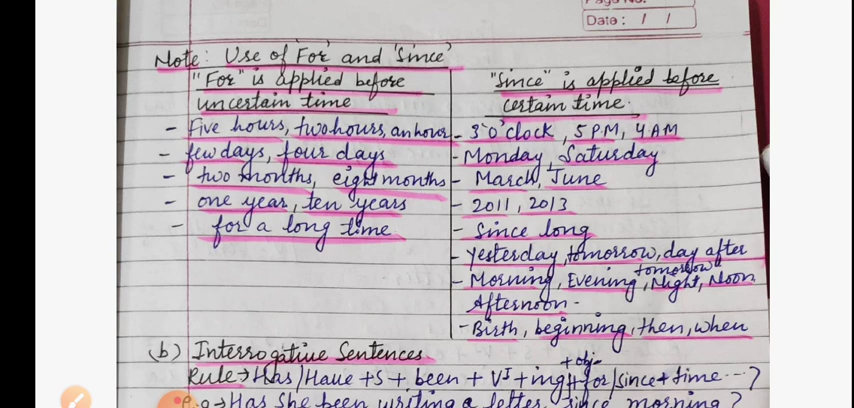 Page No.
Date: / /
Note: Use of 'For' and 'Since'
"For" is applied before
uncertain time
- Five hours, two hours, an hour
- few days, four days
- two months, eight months
- one year, ten years
- for a long time
"Since" is applied before
certain time.
- 3 'O' clock, 5 P.M, 4 AM
- Monday, Saturday
- March, June
- 2011, 2013
- Since long
- Yesterday, tomorrow, day after
tomorrow
- Morning, Evening, Night, Noon
Afternoon -
- Birth, beginning, then, when
(b) Interrogative Sentences
+ obj
Rule→ Has/Have + S + been + V I + ing + for/since + time ...?
e.g→ Has she been writing a letter since morning?